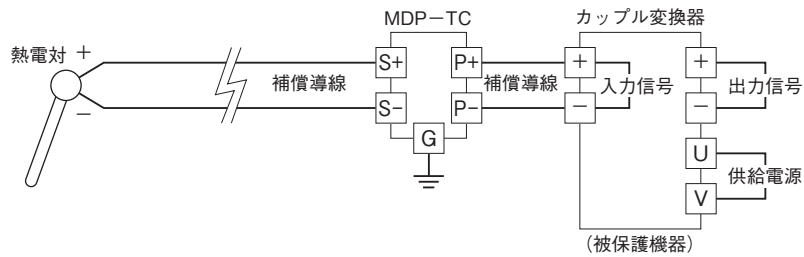 MDP－TC
カップル変換器
熱電対
＋
－
S+
S−
補償導線
P+
P−
G
補償導線
＋
－
入力信号
＋
－
出力信号
U
V
供給電源
(被保護機器)